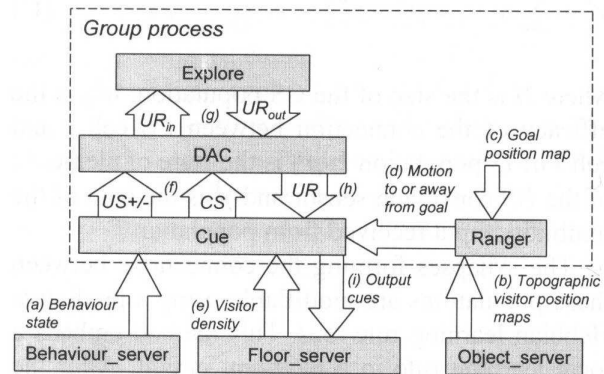 Group process
Explore
URin
(g)
URout
DAC
(c) Goal
position map
US+/-
(f)
CS
UR
(h)
(d) Motion
to or away
from goal
Cue
Ranger
(a) Behaviour
state
(e) Visitor
density
(i) Output
cues
(b) Topographic
visitor position
maps
Behaviour_server
Floor_server
Object_server